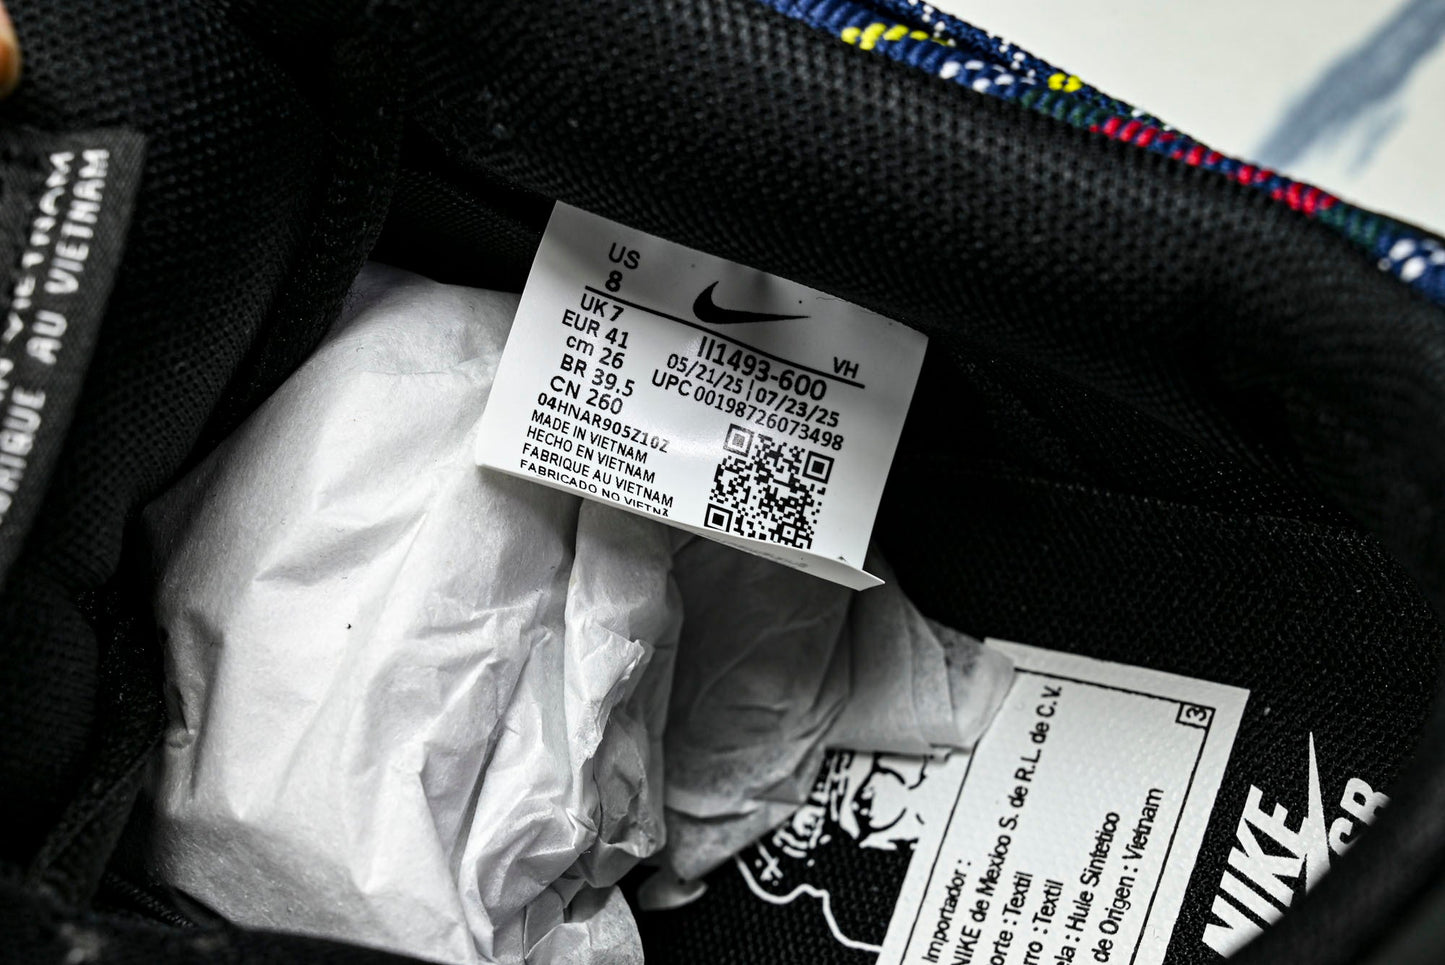 VIETNAM
FABRIQUE AU VIETNAM
US
8
UK 7
EUR 41
cm 26
BR 39.5
CN 260
VH
II1493-600
05/21/25 | 07/23/25
UPC 00198726073498
04HNAR905Z10Z
MADE IN VIETNAM
HECHO EN VIETNAM
FABRIQUE AU VIETNAM
FABRICADO NO VIETNÃ
3
Importador :
NIKE de Mexico S. de R.L. de C.V.
: Textil
: Textil
: Hule Sintetico
de Origen : Vietnam
NIKE SB